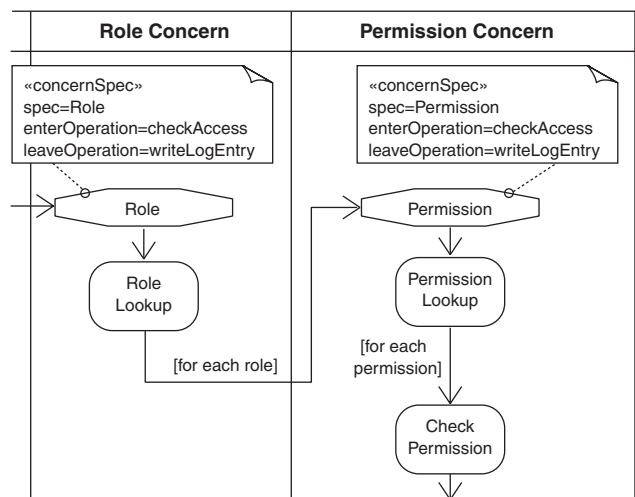 Role Concern
Permission Concern
«concernSpec»
spec=Role
enterOperation=checkAccess
leaveOperation=writeLogEntry
«concernSpec»
spec=Permission
enterOperation=checkAccess
leaveOperation=writeLogEntry
Role
Permission
Role
Lookup
Permission
Lookup
[for each role]
[for each
permission]
Check
Permission